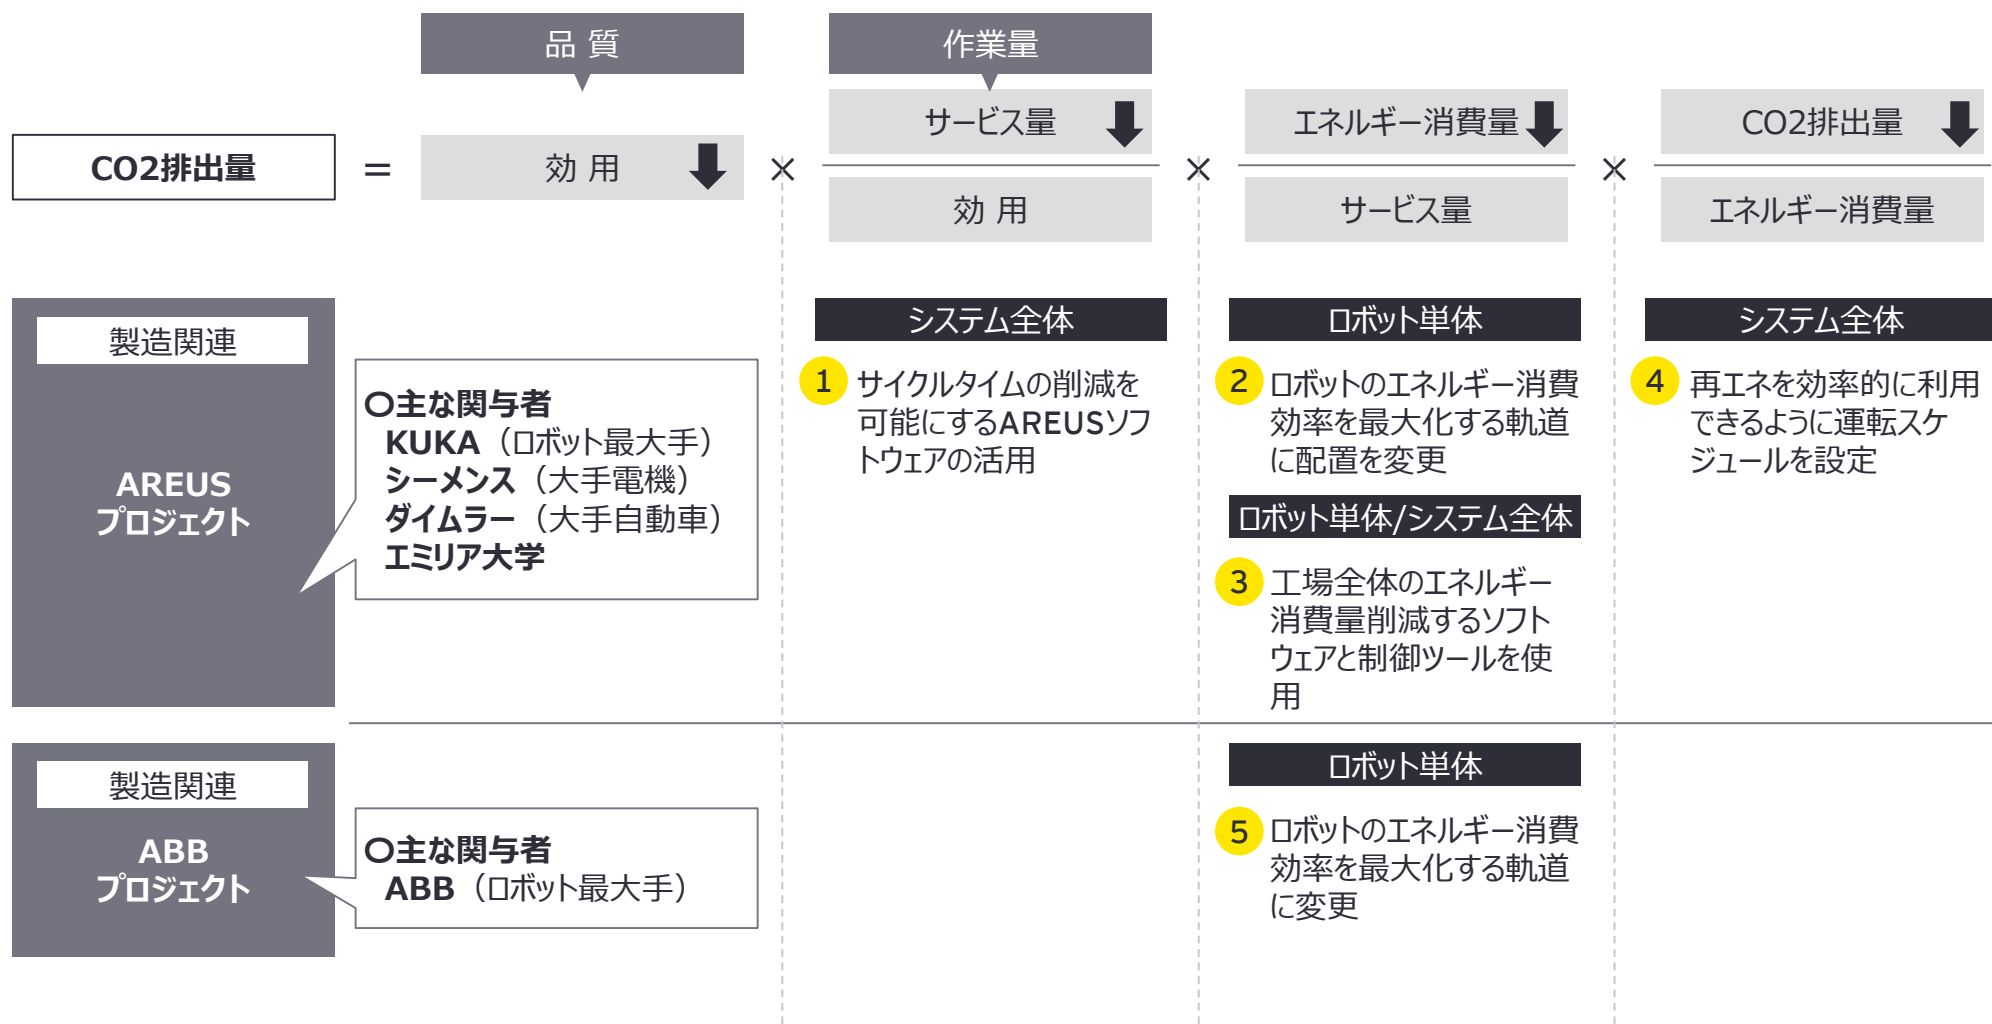 品 質
作業量
CO2排出量
=
効 用
×
サービス量
効 用
×
エネルギー消費量
サービス量
×
CO2排出量
エネルギー消費量
製造関連
AREUS
プロジェクト
〇主な関与者
KUKA（ロボット最大手）
シーメンス（大手電機）
ダイムラー（大手自動車）
エミリア大学
システム全体
1
サイクルタイムの削減を
可能にするAREUSソフ
トウェアの活用
ロボット単体
2
ロボットのエネルギー消費
効率を最大化する軌道
に配置を変更
ロボット単体/システム全体
3
工場全体のエネルギー
消費量削減するソフト
ウェアと制御ツールを使
用
システム全体
4
再エネを効率的に利用
できるように運転スケ
ジュールを設定
製造関連
ABB
プロジェクト
〇主な関与者
ABB（ロボット最大手）
ロボット単体
5
ロボットのエネルギー消費
効率を最大化する軌道
に変更